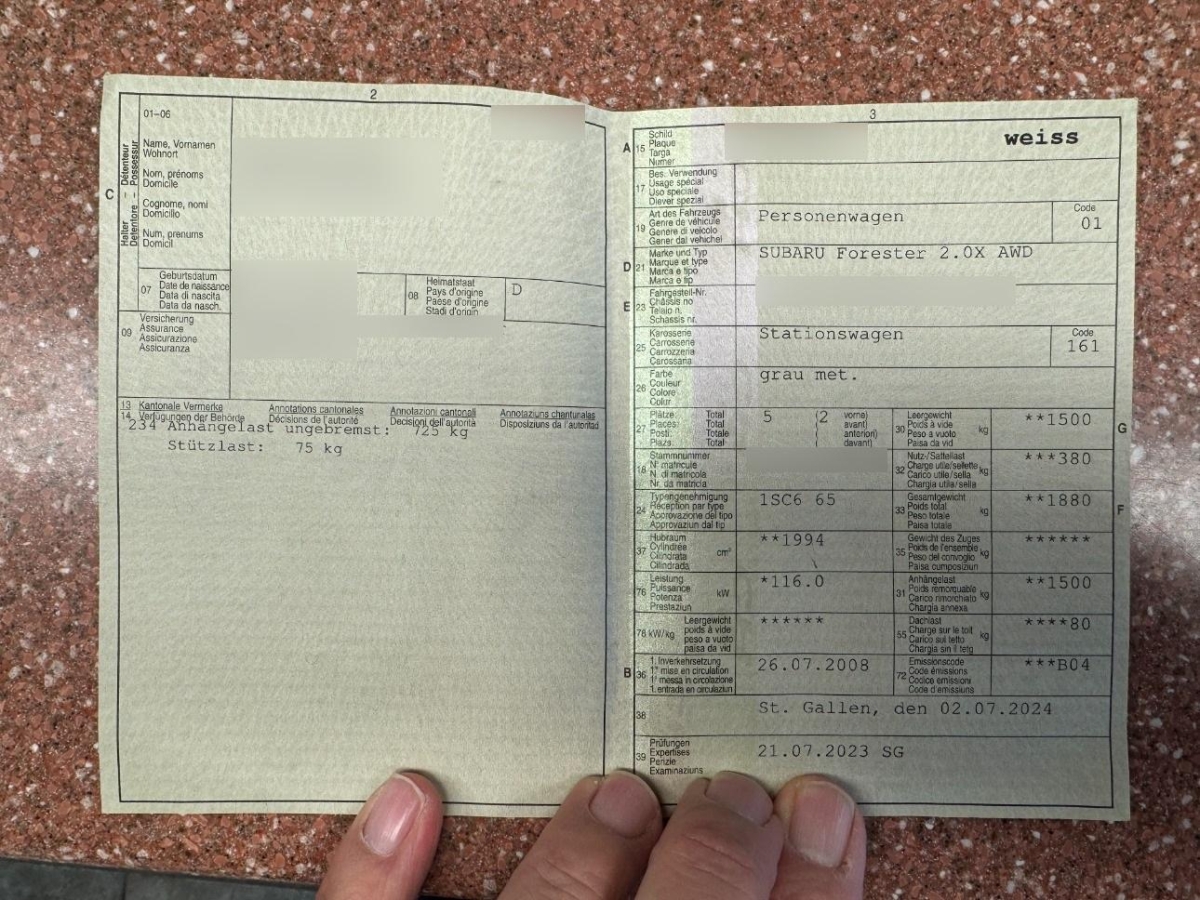 2
01-06
Halter - Détenteur
Detentore - Possessur
C
Name, Vornamen
Wohnort
Nom, prénoms
Domicile
Cognome, nomi
Domicilio
Num, prenums
Domicil
07
Geburtsdatum
Date de naissance
Data di nascita
Data da nasch.
08
Heimatstaat
Pays d'origine
Paese d'origine
Stadi d'origin
D
09
Versicherung
Assurance
Assicurazione
Assicuranza
13 Kantonale Vermerke Annotations cantonales Annotazioni cantonali Annotaziuns chantunalas
14 Verfügungen der Behörde Décisions de l'autorité Decisioni dell'autorità Disposiziuns da l'autoritad
234 Anhängelast ungebremst: 725 kg
Stützlast: 75 kg
3
A 15
Schild
Plaque
Targa
Numer
weiss
17
Bes. Verwendung
Usage spécial
Uso speciale
Diever spezial
19
Art des Fahrzeugs
Genre de véhicule
Genere di veicolo
Gener dal vehichel
Personenwagen
Code
01
D 21
Marke und Typ
Marque et type
Marca e tipo
Marca e tip
SUBARU Forester 2.0X AWD
E 23
Fahrgestell-Nr.
Châssis no
Telaio n.
Schassis nr.
25
Karosserie
Carrosserie
Carrozzeria
Carossaria
Stationswagen
Code
161
26
Farbe
Couleur
Colore
Colur
grau met.
27
Plätze Total
Places: Total
Posti: Totale
Plazs: Total
5 (2 vorne)
avant)
anteriori)
davant)
30
Leergewicht
Poids à vide
Peso a vuoto
Paisa da vid
kg
**1500
G
18
Stammnummer
N° matricule
N. di matricola
Nr. da matricla
32
Nutz-/Sattellast
Charge utile/sellette
Carico utile/sella
Chargia utila/sella
kg
***380
24
Typengenehmigung
Réception par type
Approvazione del tipo
Approvaziun dal tip
1SC6 65
33
Gesamtgewicht
Poids total
Peso totale
Paisa totala
kg
**1880
F
37
Hubraum
Cylindrée
Cilindrata
Cilindrada
cm³
**1994
35
Gewicht des Zuges
Poids de l'ensemble
Peso del convoglio
Paisa cumposiziun
kg
******
76
Leistung
Puissance
Potenza
Prestaziun
kW
*116.0
31
Anhängelast
Poids remorquable
Carico rimorchiato
Chargia annexa
kg
**1500
78 kW/kg
Leergewicht
poids à vide
peso a vuoto
paisa da vid
******
55
Dachlast
Charge sur le toit
Carico sul tetto
Chargia sin il tetg
kg
****80
B 36
1. Inverkehrsetzung
1re mise en circulation
1a messa in circolazione
1. entrada en circulaziun
26.07.2008
72
Emissionscode
Code émissions
Codice emissioni
Code d'emissiuns
***B04
38
St. Gallen, den 02.07.2024
39
Prüfungen
Expertises
Perizie
Examinaziuns
21.07.2023 SG